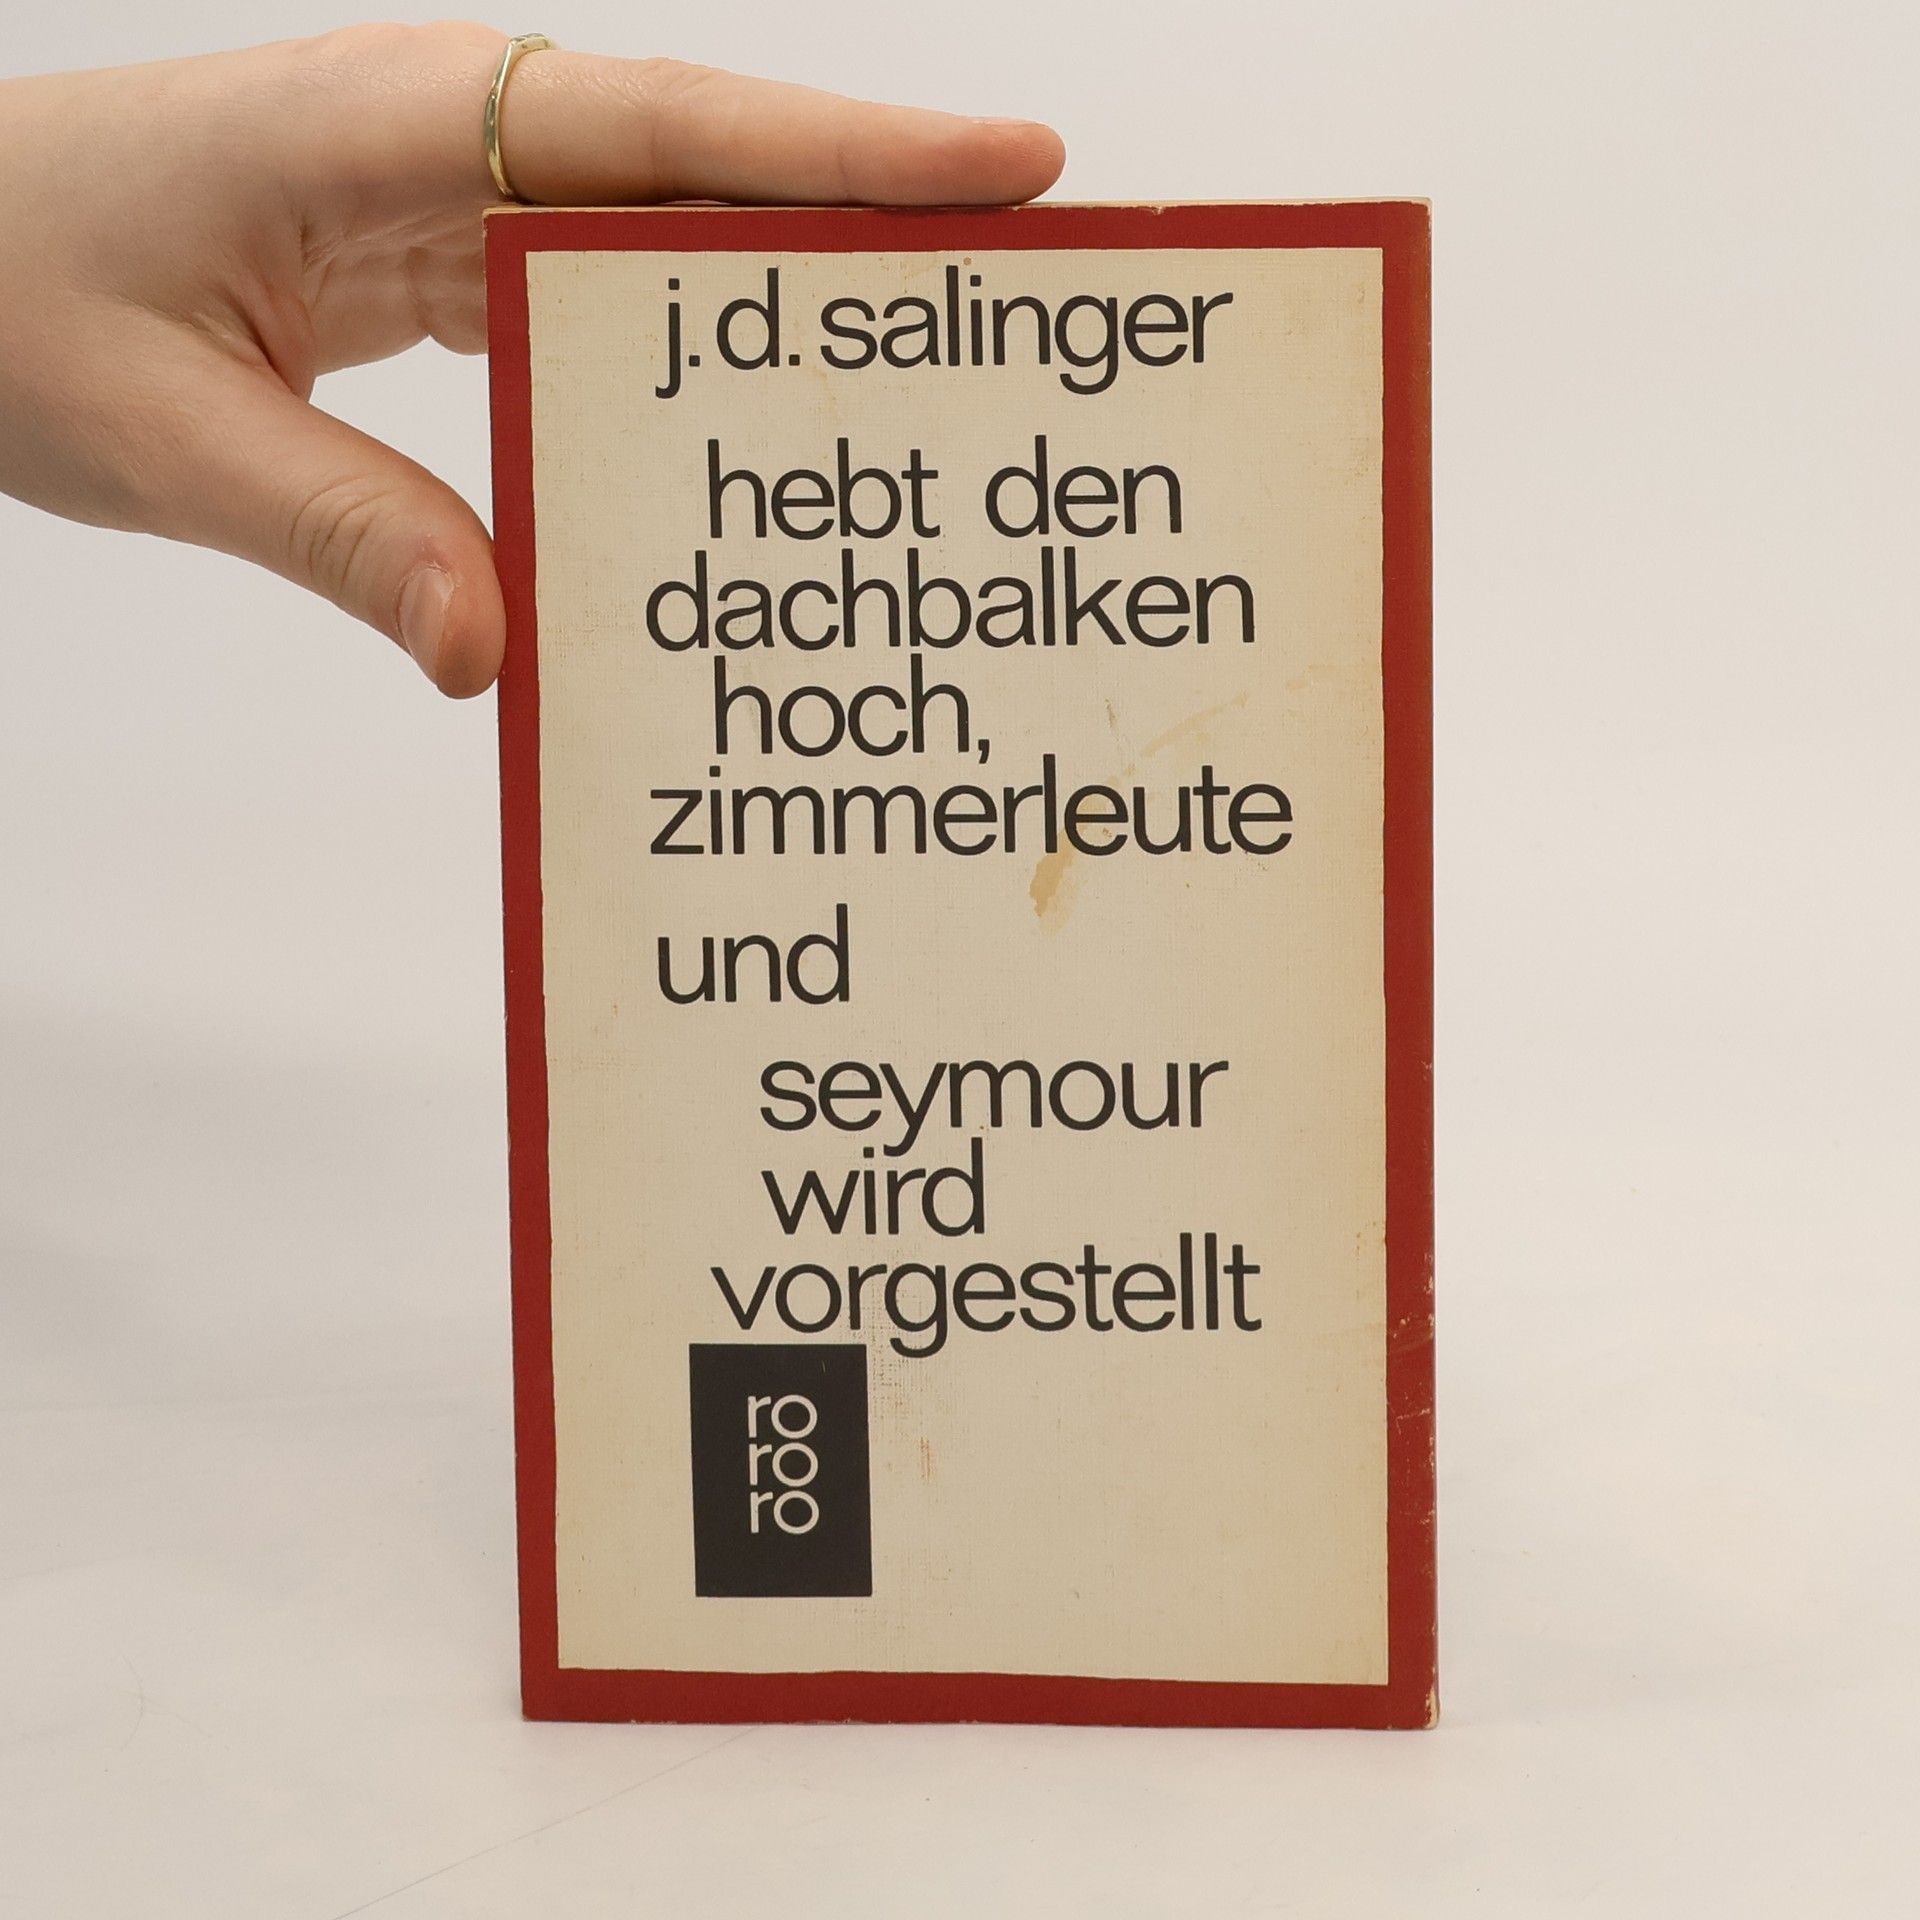 j. d. salinger
hebt den
dachbalken
hoch,
zimmerleute
und
seymour
wird
vorgestellt
ro
ro
ro